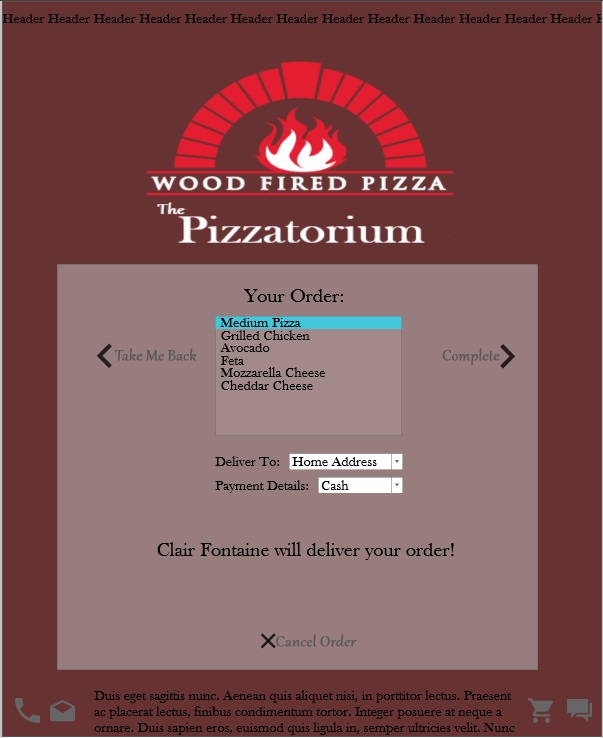 Header Header Header Header Header Header Header Header Header Header Header Header Header
WOOD FIRED PIZZA
The
Pizzatorium
Your Order:
Medium Pizza
Grilled Chicken
Avocado
Feta
Mozzarella Cheese
Cheddar Cheese
Take Me Back
Complete
Deliver To: Home Address
Payment Details: Cash
Clair Fontaine will deliver your order!
Cancel Order
Duis eget sagittis nunc. Aenean quis aliquet nisi, in porttitor lectus. Praesent
ac placerat lectus, finibus condimentum tortor. Integer posuere at neque a
ornare. Duis sapien eros, euismod quis ligula in, semper ultricies velit. Nunc